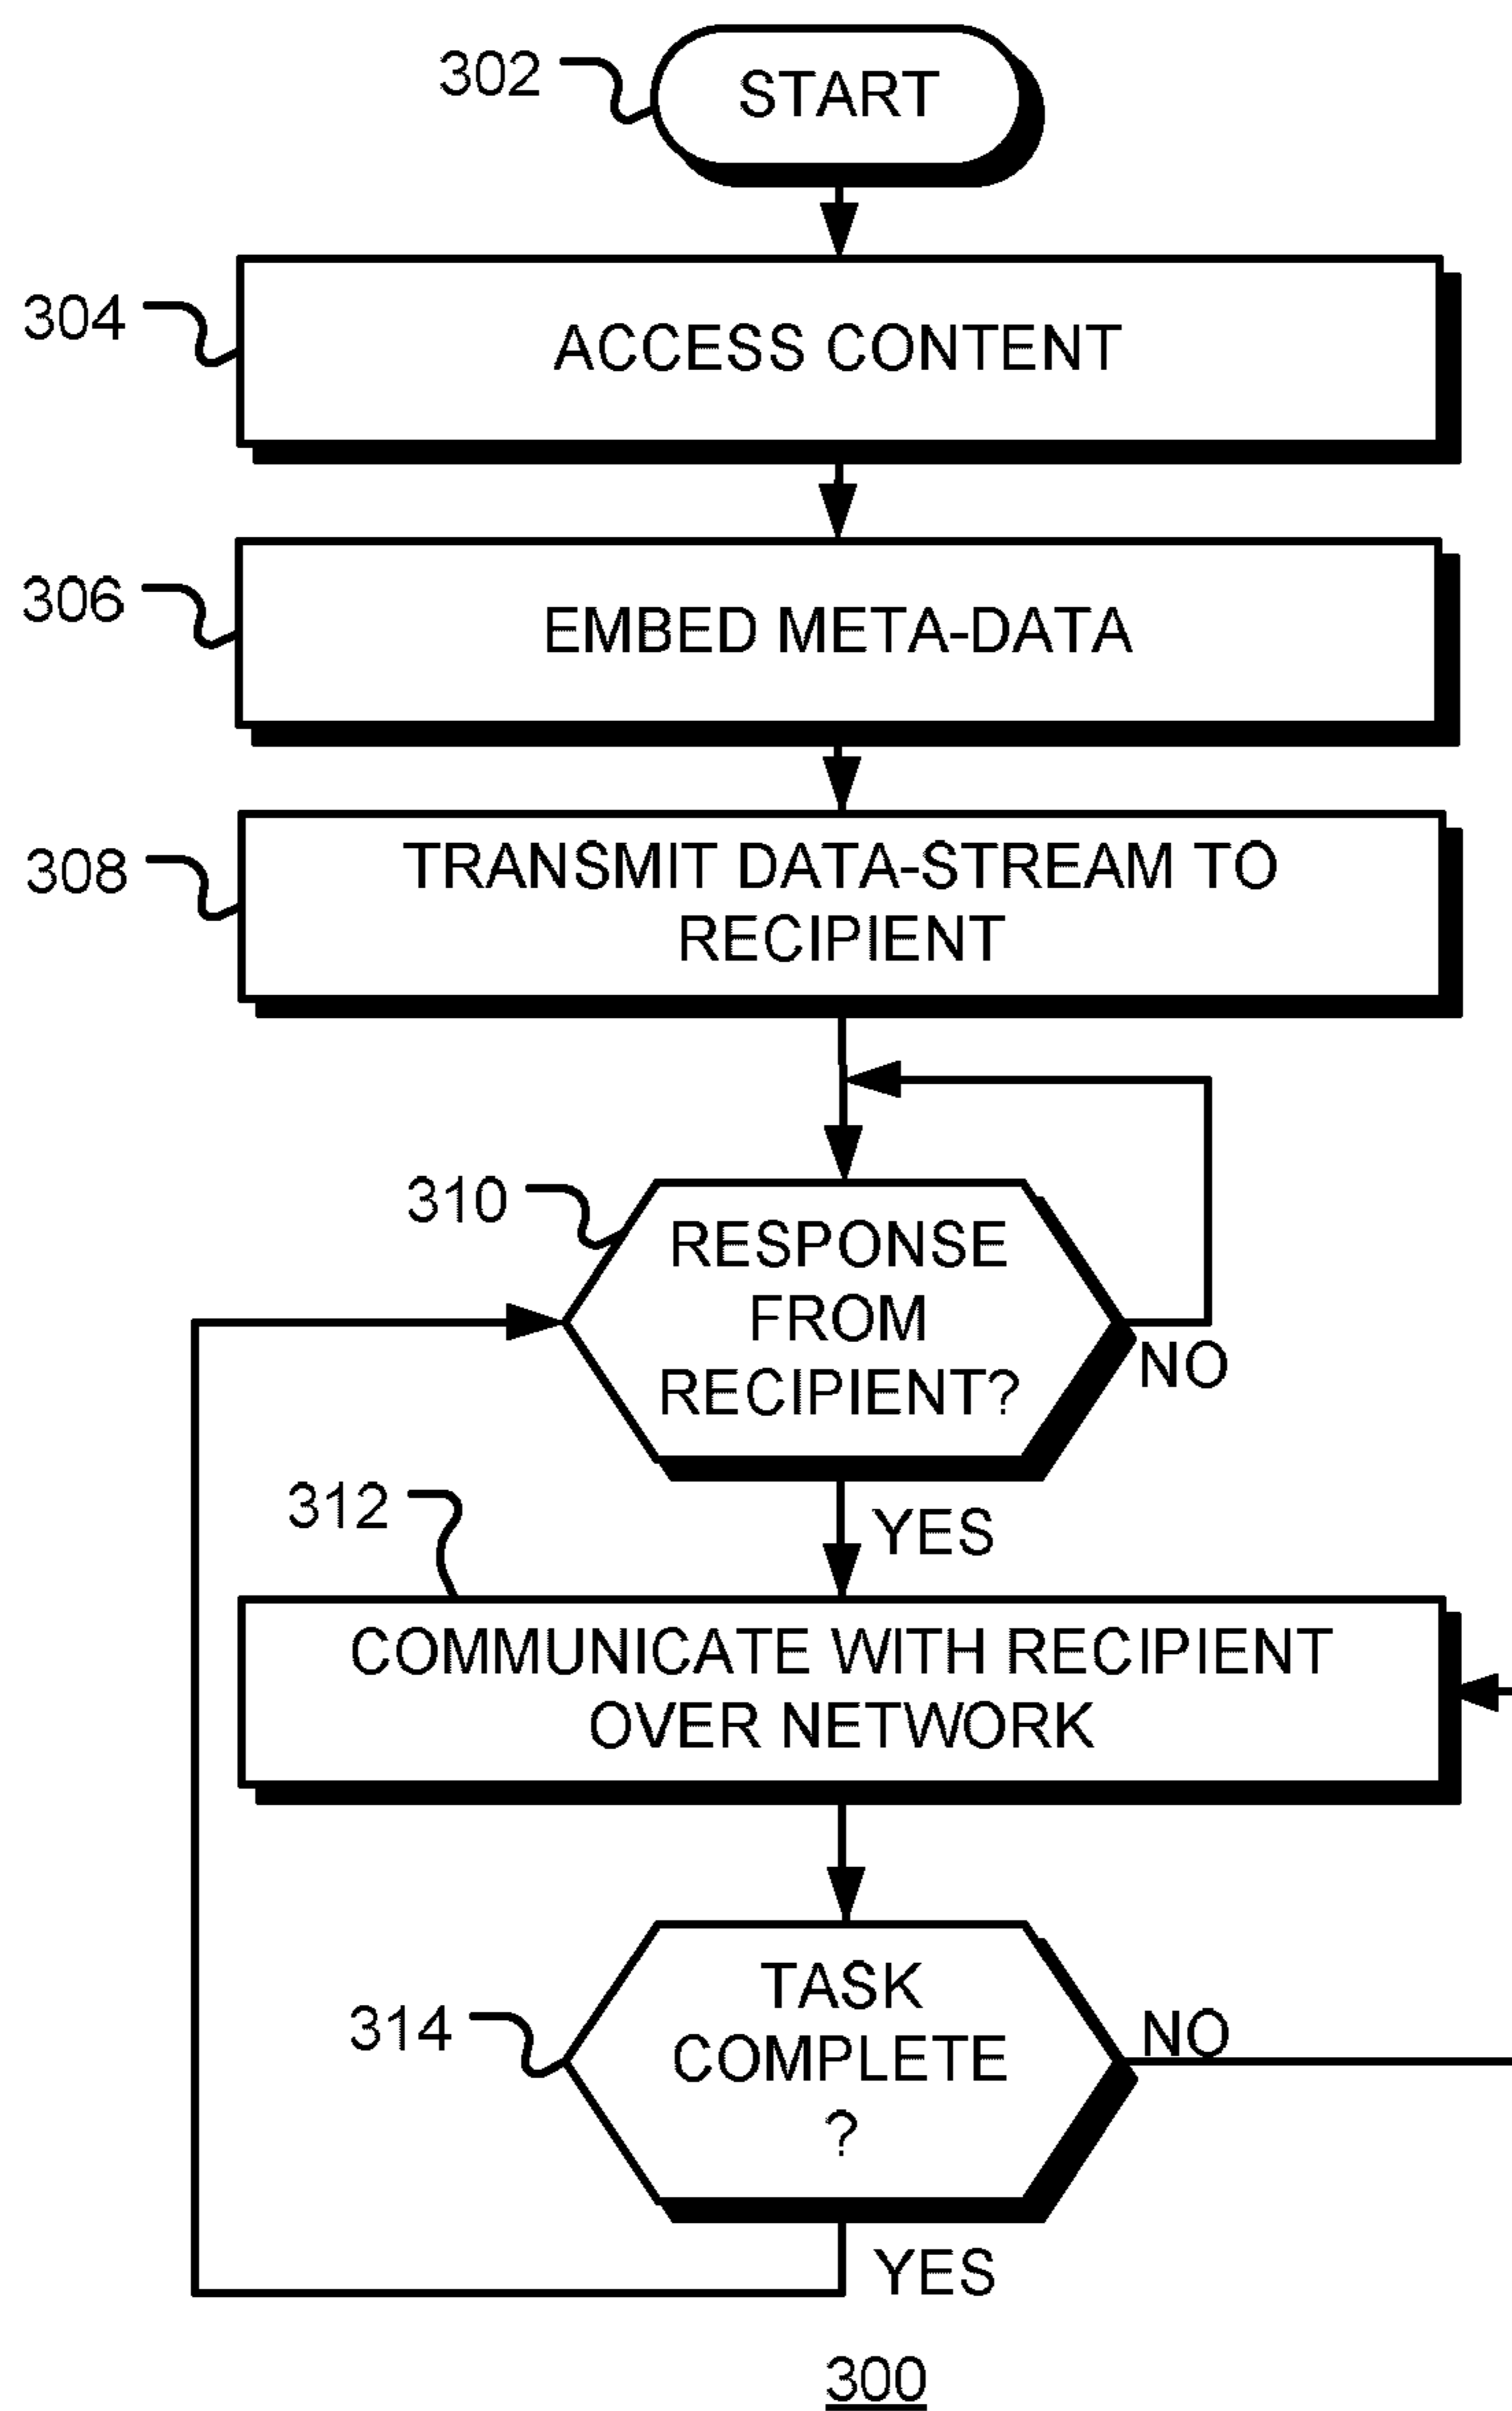 302
START
304
ACCESS CONTENT
306
EMBED META-DATA
308
TRANSMIT DATA-STREAM TO
RECIPIENT
310
RESPONSE
FROM
RECIPIENT?
NO
YES
312
COMMUNICATE WITH RECIPIENT
OVER NETWORK
314
TASK
COMPLETE
?
NO
YES
300